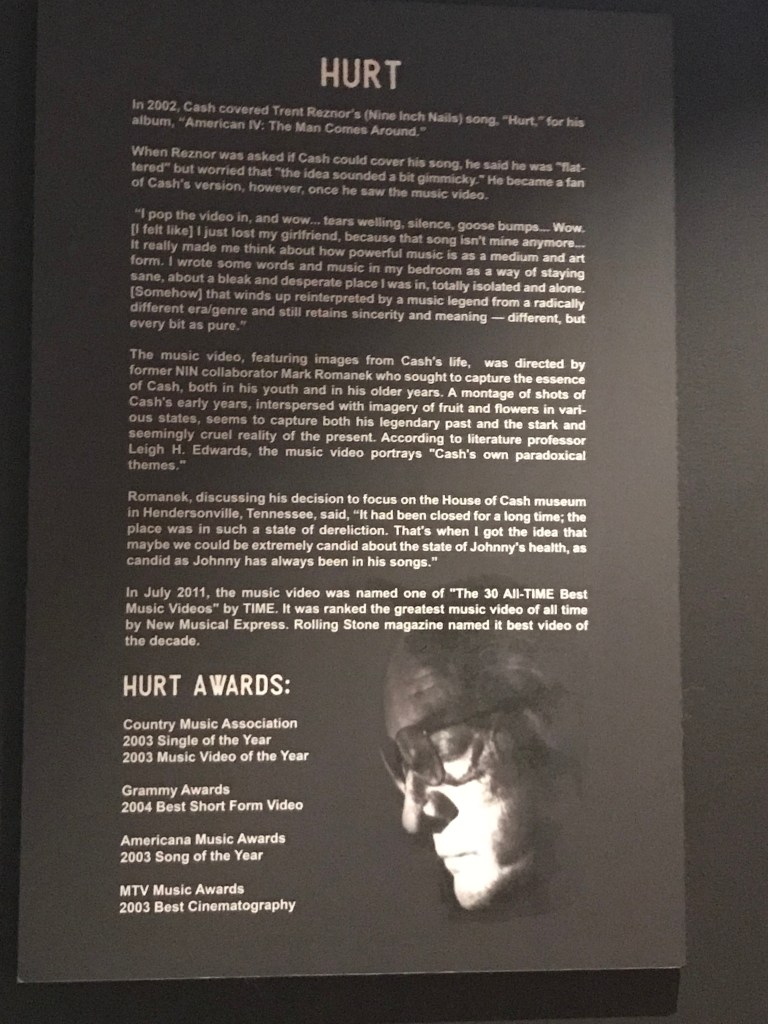 HURT
In 2002, Cash covered Trent Reznor's (Nine Inch Nails) song, "Hurt," for his
album, "American IV: The Man Comes Around."
When Reznor was asked if Cash could cover his song, he said he was "flat-
tered" but worried that "the idea sounded a bit gimmicky." He became a fan
of Cash's version, however, once he saw the music video.
"I pop the video in, and wow... tears welling, silence, goose bumps... Wow.
[I felt like] I just lost my girlfriend, because that song isn't mine anymore...
It really made me think about how powerful music is as a medium and art
form. I wrote some words and music in my bedroom as a way of staying
sane, about a bleak and desperate place I was in, totally isolated and alone.
[Somehow] that winds up reinterpreted by a music legend from a radically
different era/genre and still retains sincerity and meaning — different, but
every bit as pure."
The music video, featuring images from Cash's life, was directed by
former NIN collaborator Mark Romanek who sought to capture the essence
of Cash, both in his youth and in his older years. A montage of shots of
Cash's early years, interspersed with imagery of fruit and flowers in vari-
ous states, seems to capture both his legendary past and the stark and
seemingly cruel reality of the present. According to literature professor
Leigh H. Edwards, the music video portrays "Cash's own paradoxical
themes."
Romanek, discussing his decision to focus on the House of Cash museum
in Hendersonville, Tennessee, said, "It had been closed for a long time; the
place was in such a state of dereliction. That's when I got the idea that
maybe we could be extremely candid about the state of Johnny's health, as
candid as Johnny has always been in his songs."
In July 2011, the music video was named one of "The 30 All-TIME Best
Music Videos" by TIME. It was ranked the greatest music video of all time
by New Musical Express. Rolling Stone magazine named it best video of
the decade.
HURT AWARDS:
Country Music Association
2003 Single of the Year
2003 Music Video of the Year
Grammy Awards
2004 Best Short Form Video
Americana Music Awards
2003 Song of the Year
MTV Music Awards
2003 Best Cinematography